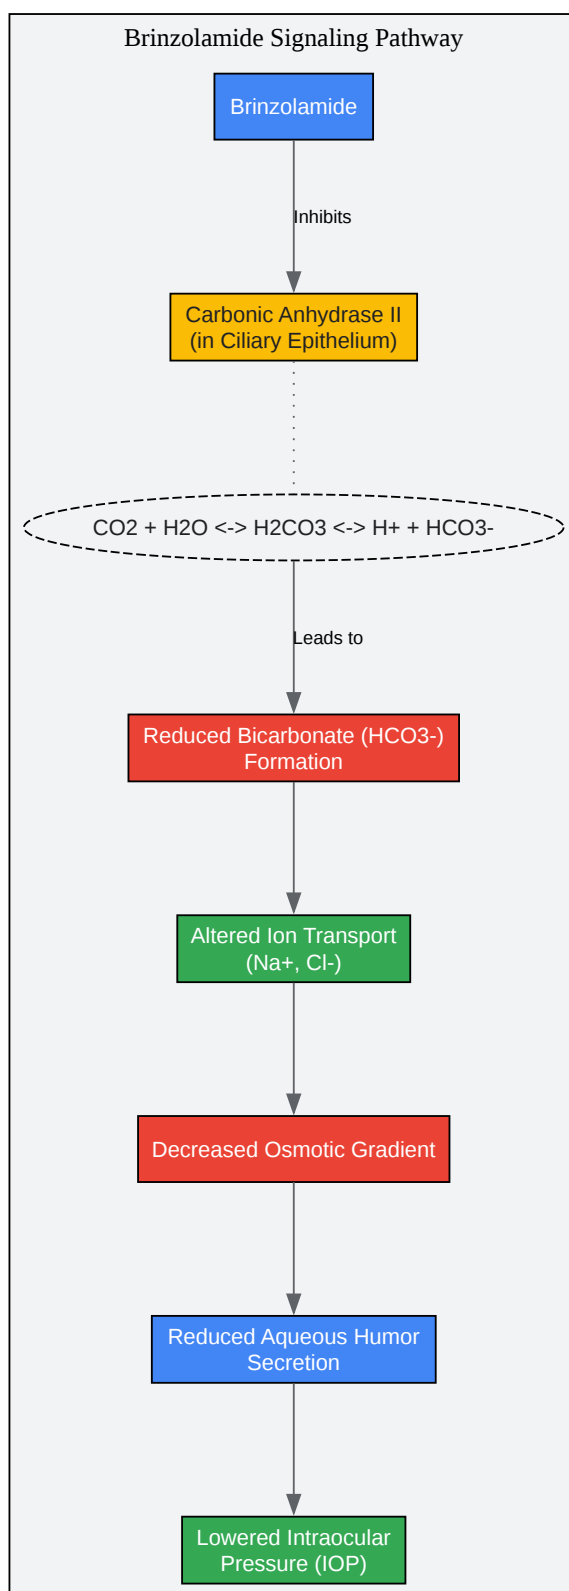 Brinzolamide Signaling Pathway
Brinzolamide
Inhibits
Carbonic Anhydrase II
(in Ciliary Epithelium)
CO2 + H2O <-> H2CO3 <-> H+ + HCO3-
Leads to
Reduced Bicarbonate (HCO3-)
Formation
Altered Ion Transport
(Na+, Cl-)
Decreased Osmotic Gradient
Reduced Aqueous Humor
Secretion
Lowered Intraocular
Pressure (IOP)